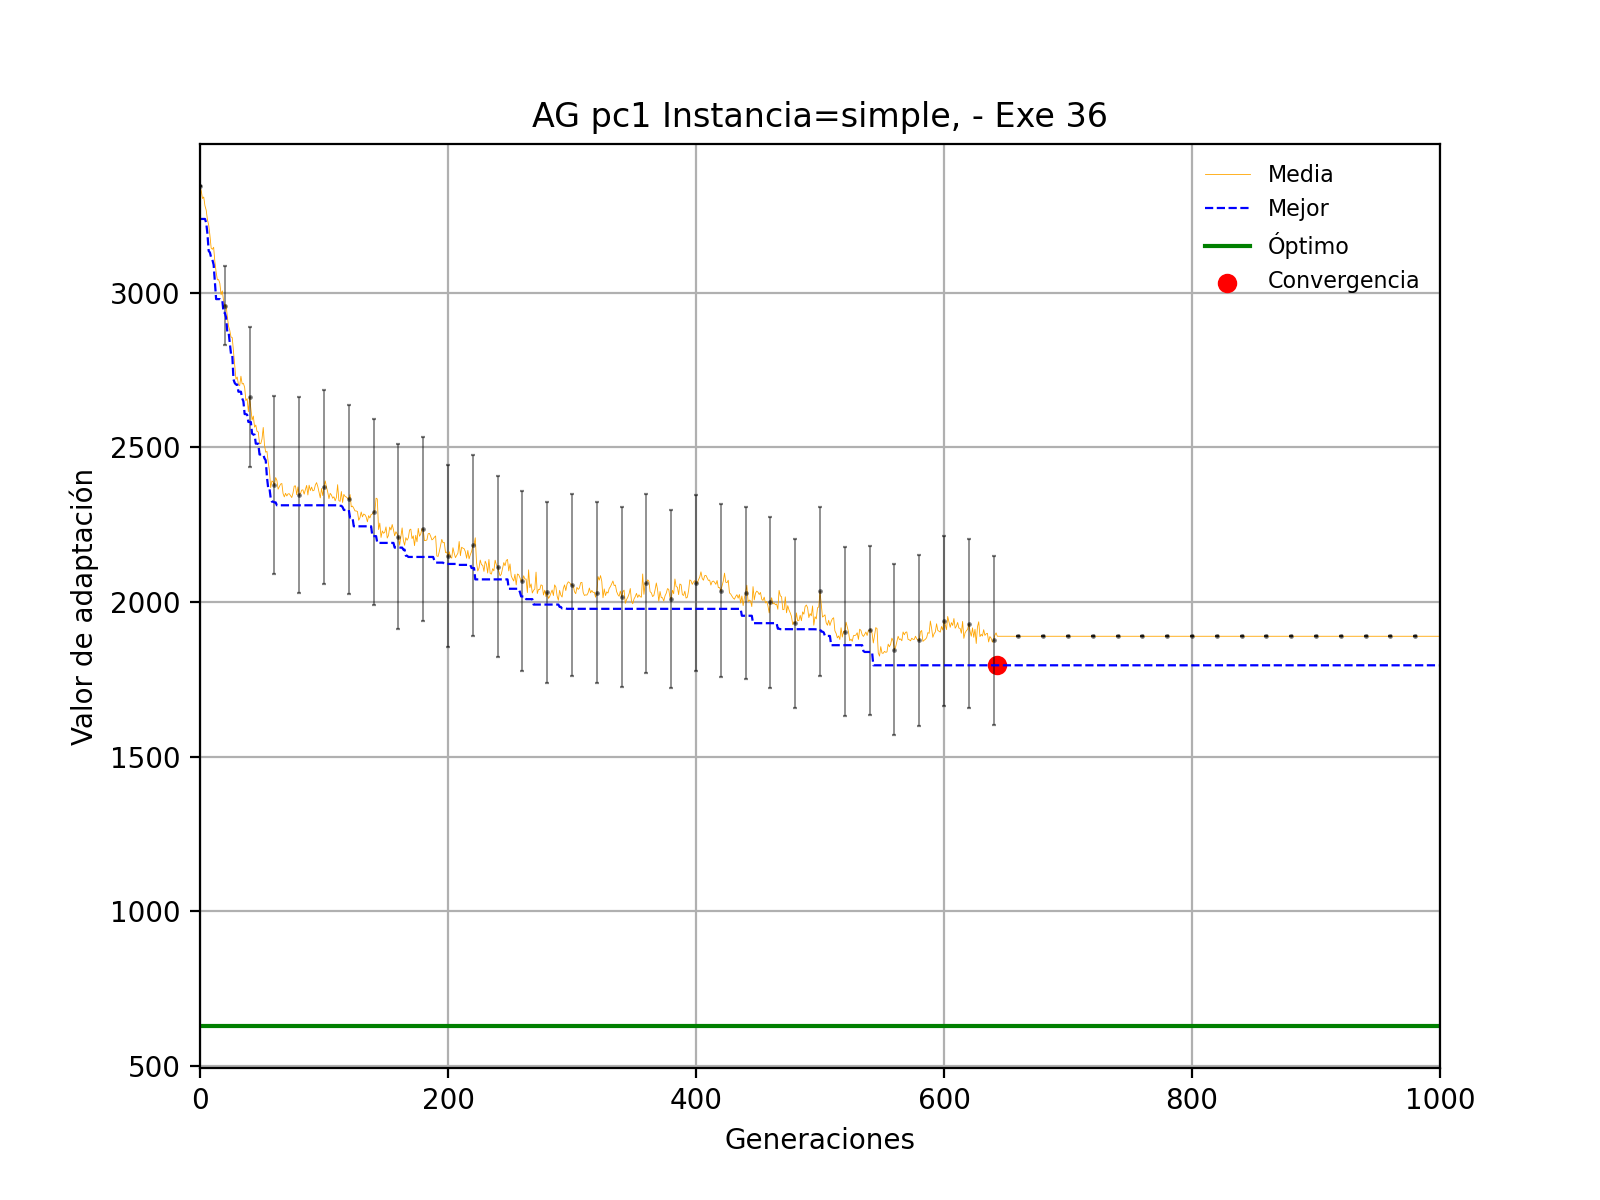 AG pc1 Instancia=simple, - Exe 36
Media
Mejor
Óptimo
Convergencia
Valor de adaptación
3000
2500
2000
1500
1000
500
0 200 400 600 800 1000
Generaciones